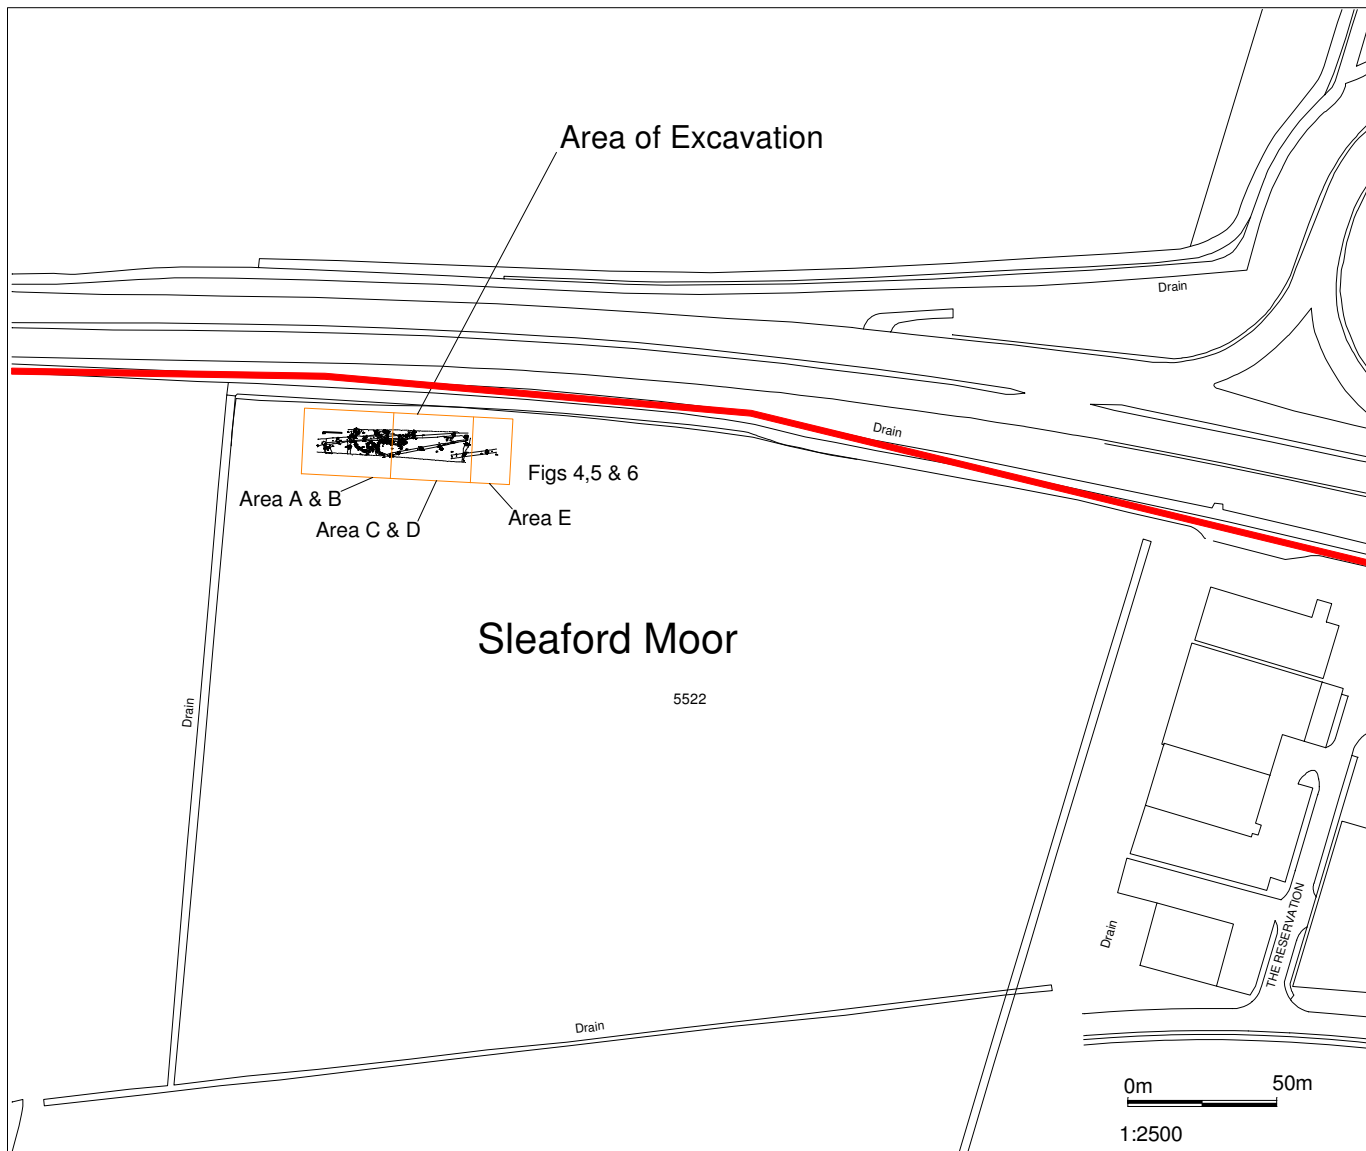 Area of Excavation
Drain
Drain
Figs 4,5 & 6
Area A & B
Area E
Area C & D
Sleaford Moor
5522
Drain
THE RESERVATION
Drain
Drain
0m 50m
1:2500